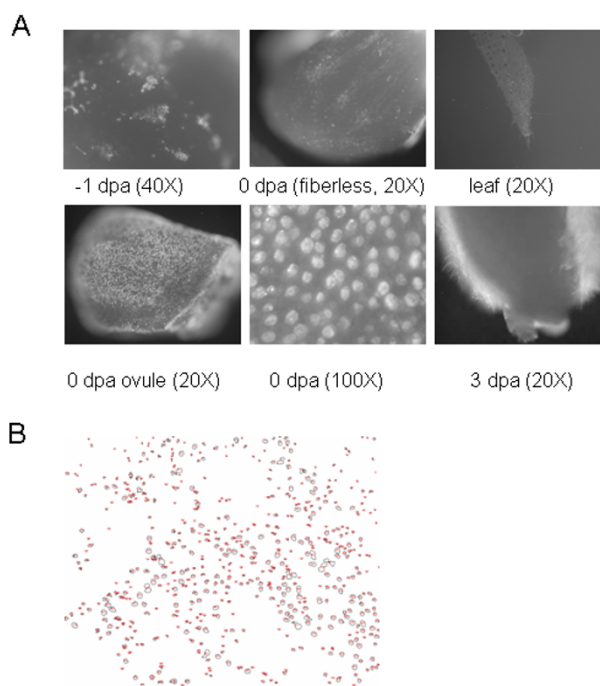 A
-1 dpa (40X) 0 dpa (fiberless, 20X) leaf (20X)
0 dpa ovule (20X) 0 dpa (100X) 3 dpa (20X)
B